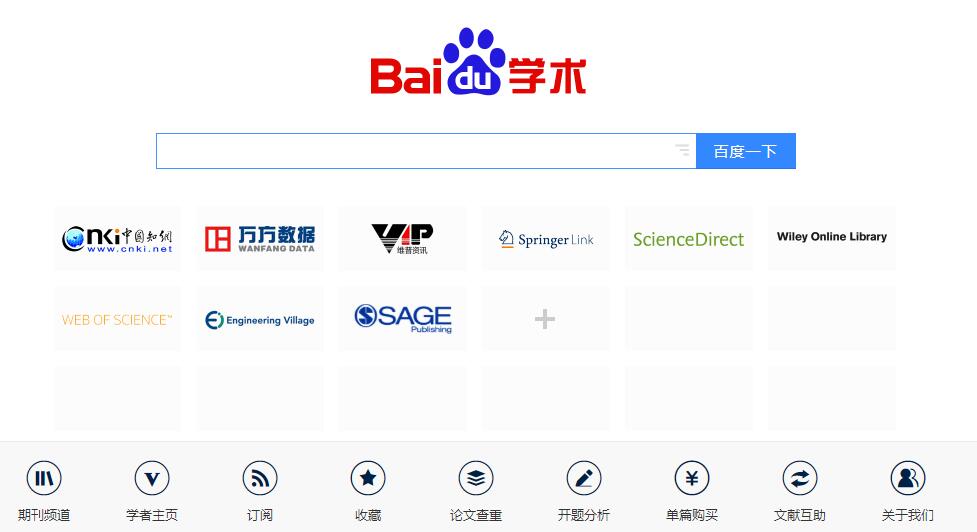 Baidu学术
百度一下
Cnki中国知网
www.cnki.net
万方数据
WANFANG DATA
VIP
维普资讯
Springer Link
ScienceDirect
Wiley Online Library
WEB OF SCIENCE™
Engineering Village
SAGE
Publishing
期刊频道
学者主页
订阅
收藏
论文查重
开题分析
单篇购买
文献互助
关于我们